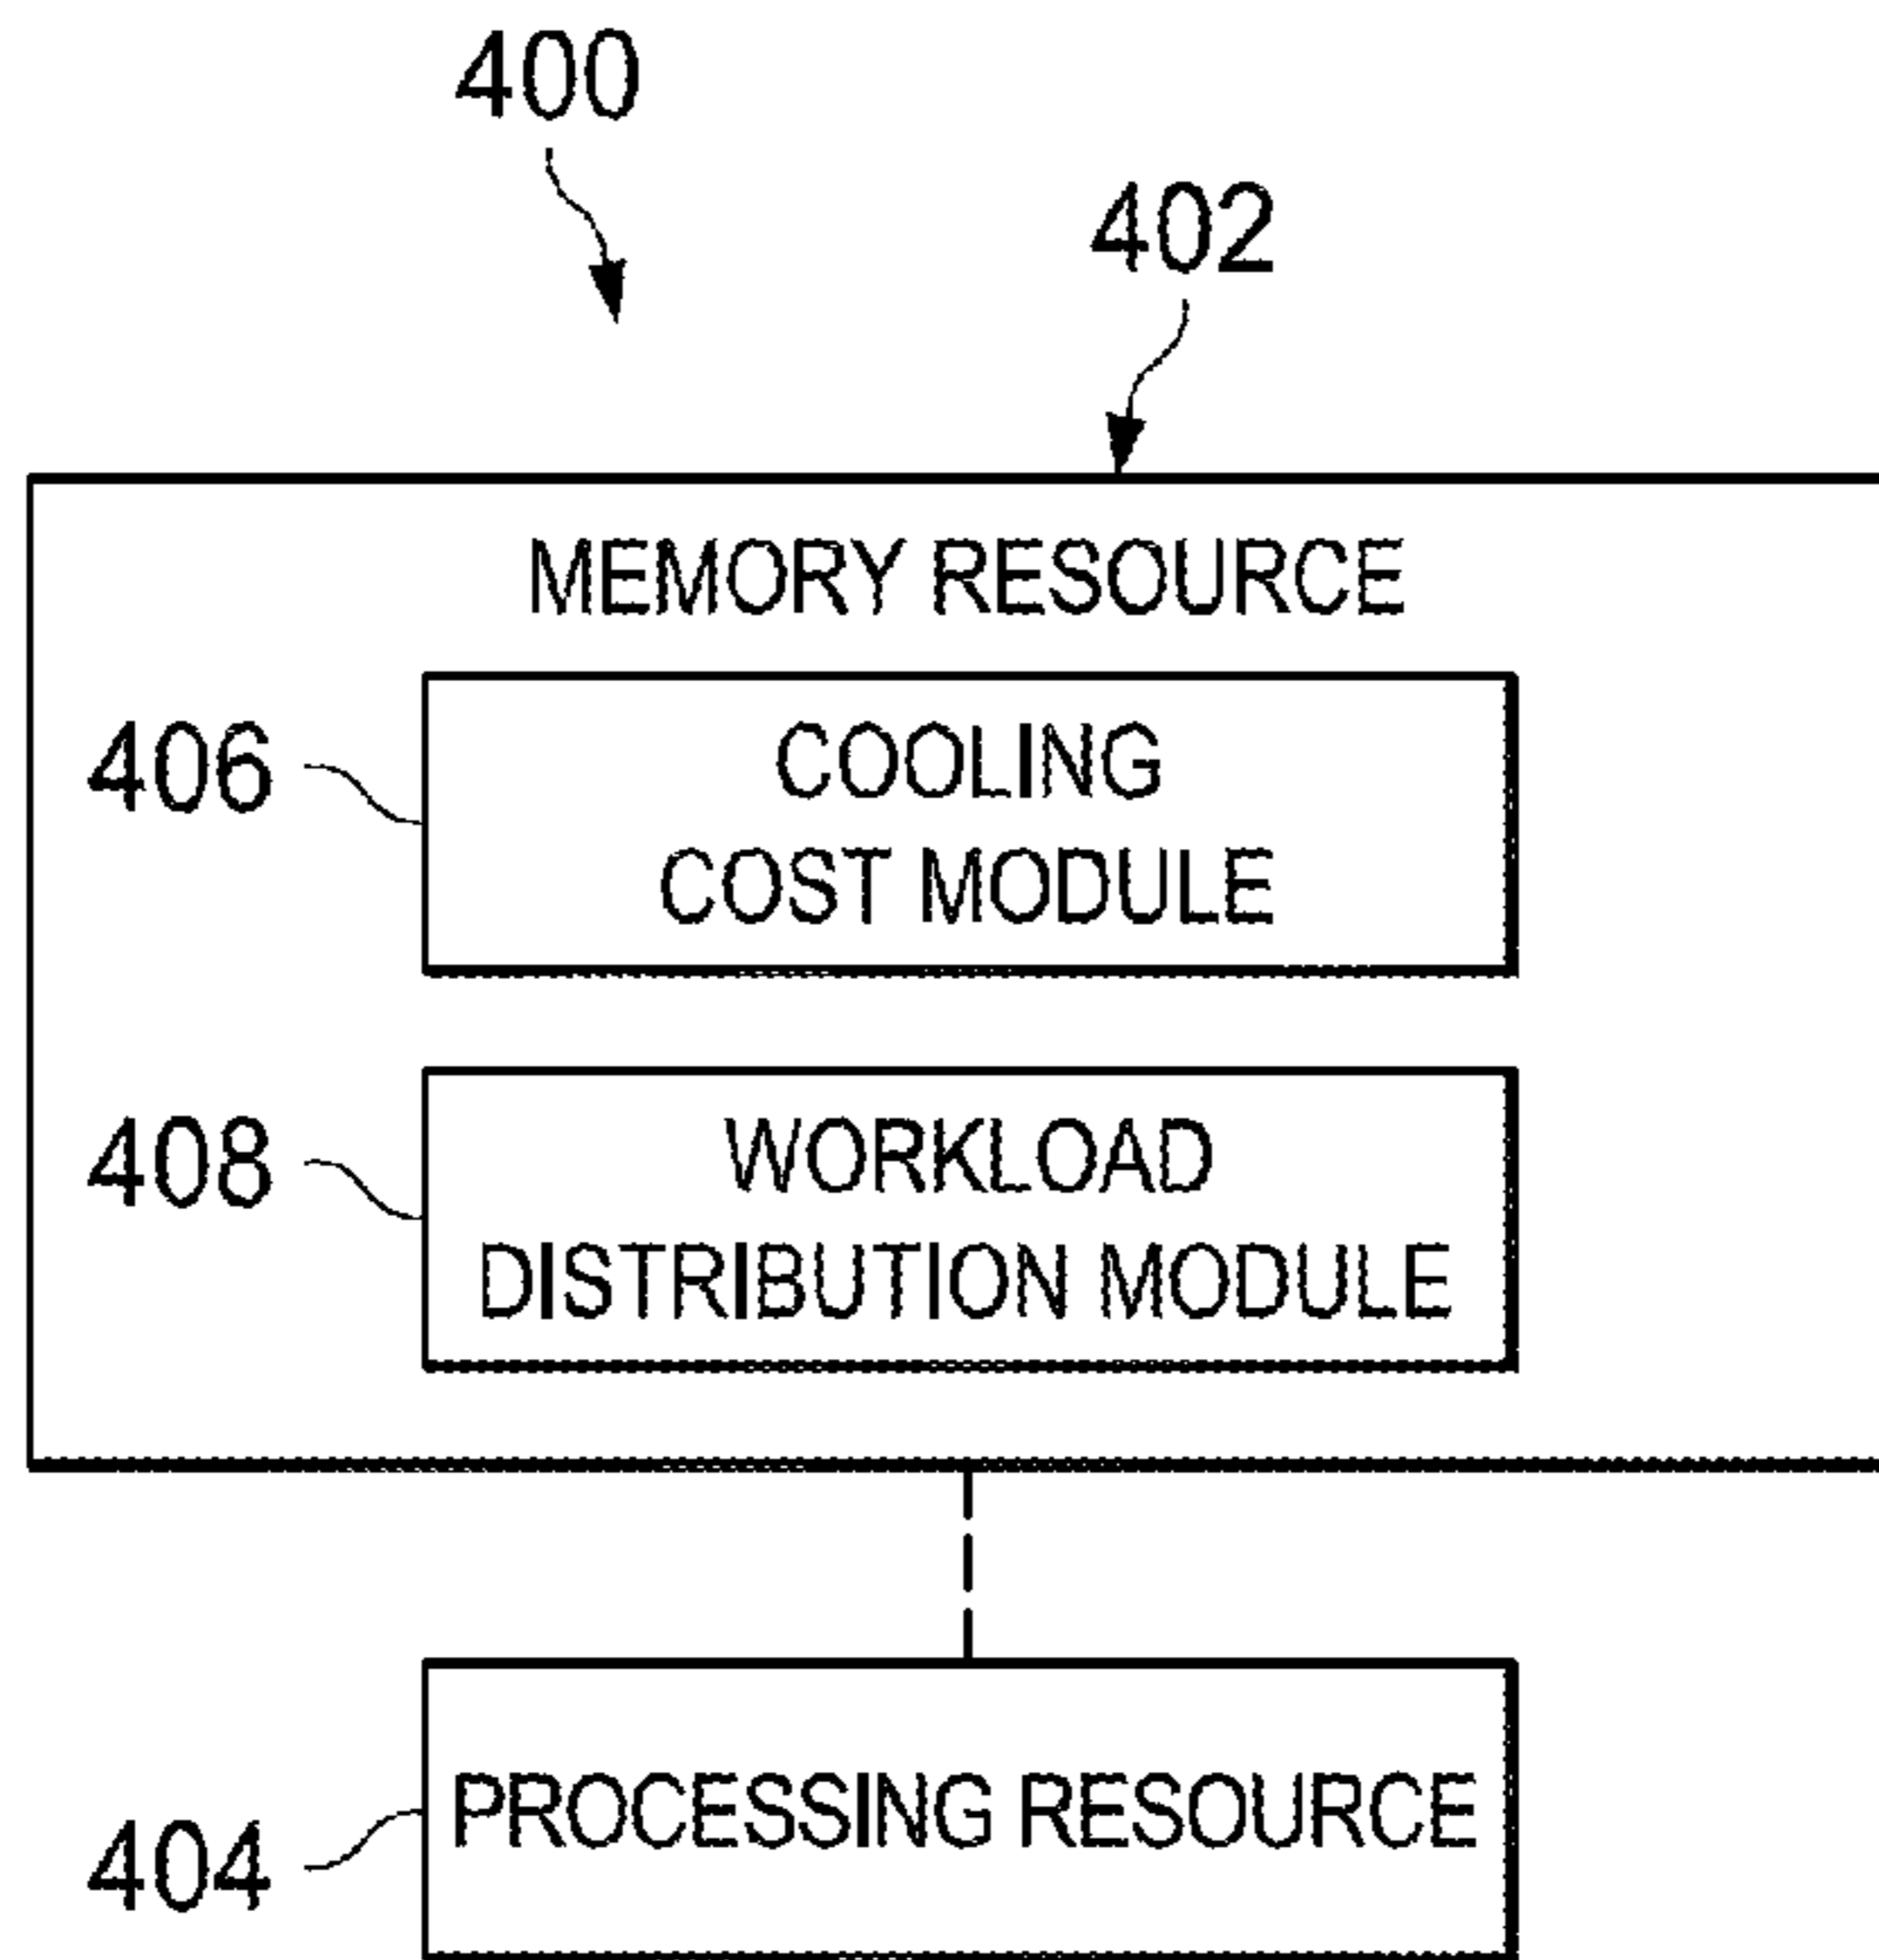 400
402
MEMORY RESOURCE
406
COOLING
COST MODULE
408
WORKLOAD
DISTRIBUTION MODULE
PROCESSING RESOURCE
404